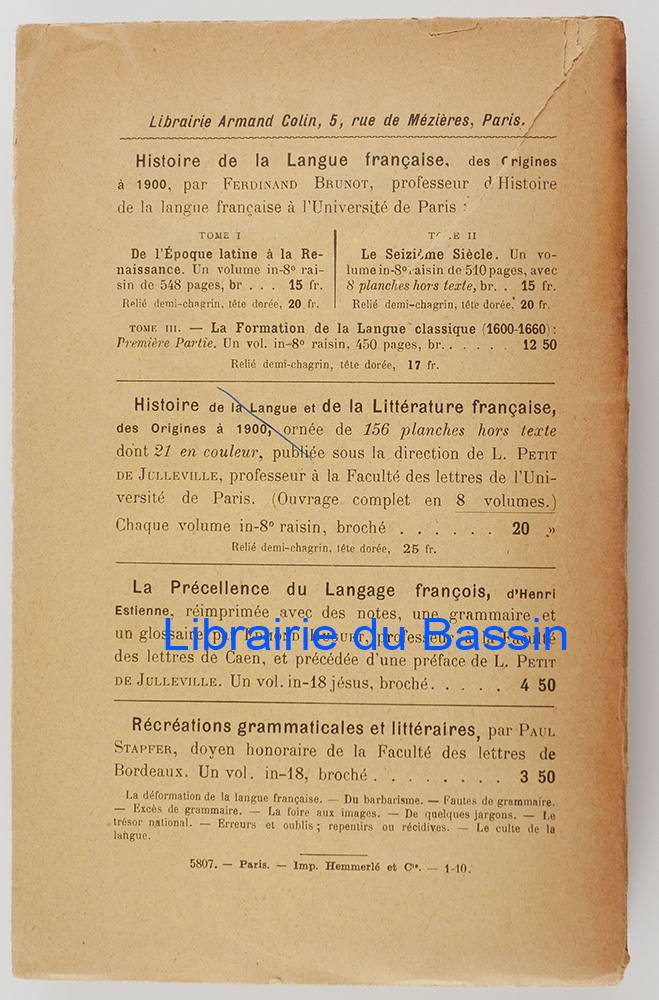 Librairie Armand Colin, 5, rue de Mézières, Paris.
Histoire de la Langue française, des rigines
à 1900, par FERDINAND BRUNOT, professeur d'Histoire
de la langue française à l'Université de Paris :
TOME I
De l'Époque latine à la Re-
naissance. Un volume in-8º rai-
sin de 548 pages, br . . . 15 fr.
Relié demi-chagrin, tête dorée, 20 fr.
T E II
Le Seizième Siècle. Un vo-
lume in-8º raisin de 510 pages, avec
8 planches hors texte, br. . 15 fr.
Relié demi-chagrin, tête dorée. 20 fr.
TOME III. — La Formation de la Langue classique (1600-1660) :
Première Partie. Un vol. in-8º raisin, 450 pages, br. . . . . . 12 50
Relié demi-chagrin, tête dorée, 17 fr.
Histoire de la Langue et de la Littérature française,
des Origines à 1900, ornée de 156 planches hors texte
dont 21 en couleur, publiée sous la direction de L. PETIT
DE JULLEVILLE, professeur à la Faculté des lettres de l'Uni-
versité de Paris. (Ouvrage complet en 8 volumes.)
Chaque volume in-8º raisin, broché . . . . . . 20 »
Relié demi-chagrin, tête dorée, 25 fr.
La Précellence du Langage françois, d'Henri
Estienne, réimprimée avec des notes, une grammaire et
un glossaire, par EDMOND HUGUET, professeur à la Faculté
Librairie du Bassin
des lettres de Caen, et précédée d'une préface de L. PETIT
DE JULLEVILLE. Un vol. in-18 jésus, broché. . . . . 4 50
Récréations grammaticales et littéraires, par PAUL
STAPFER, doyen honoraire de la Faculté des lettres de
Bordeaux. Un vol. in-18, broché . . . . . . . . 3 50
La déformation de la langue française. — Du barbarisme. — Fautes de grammaire.
— Excès de grammaire. — La foire aux images. — De quelques jargons. — Le
trésor national. — Erreurs et oublis ; repentirs ou récidives. — Le culte de la
langue.
5807. — Paris. — Imp. Hemmerlé et Cie. — 1-10.